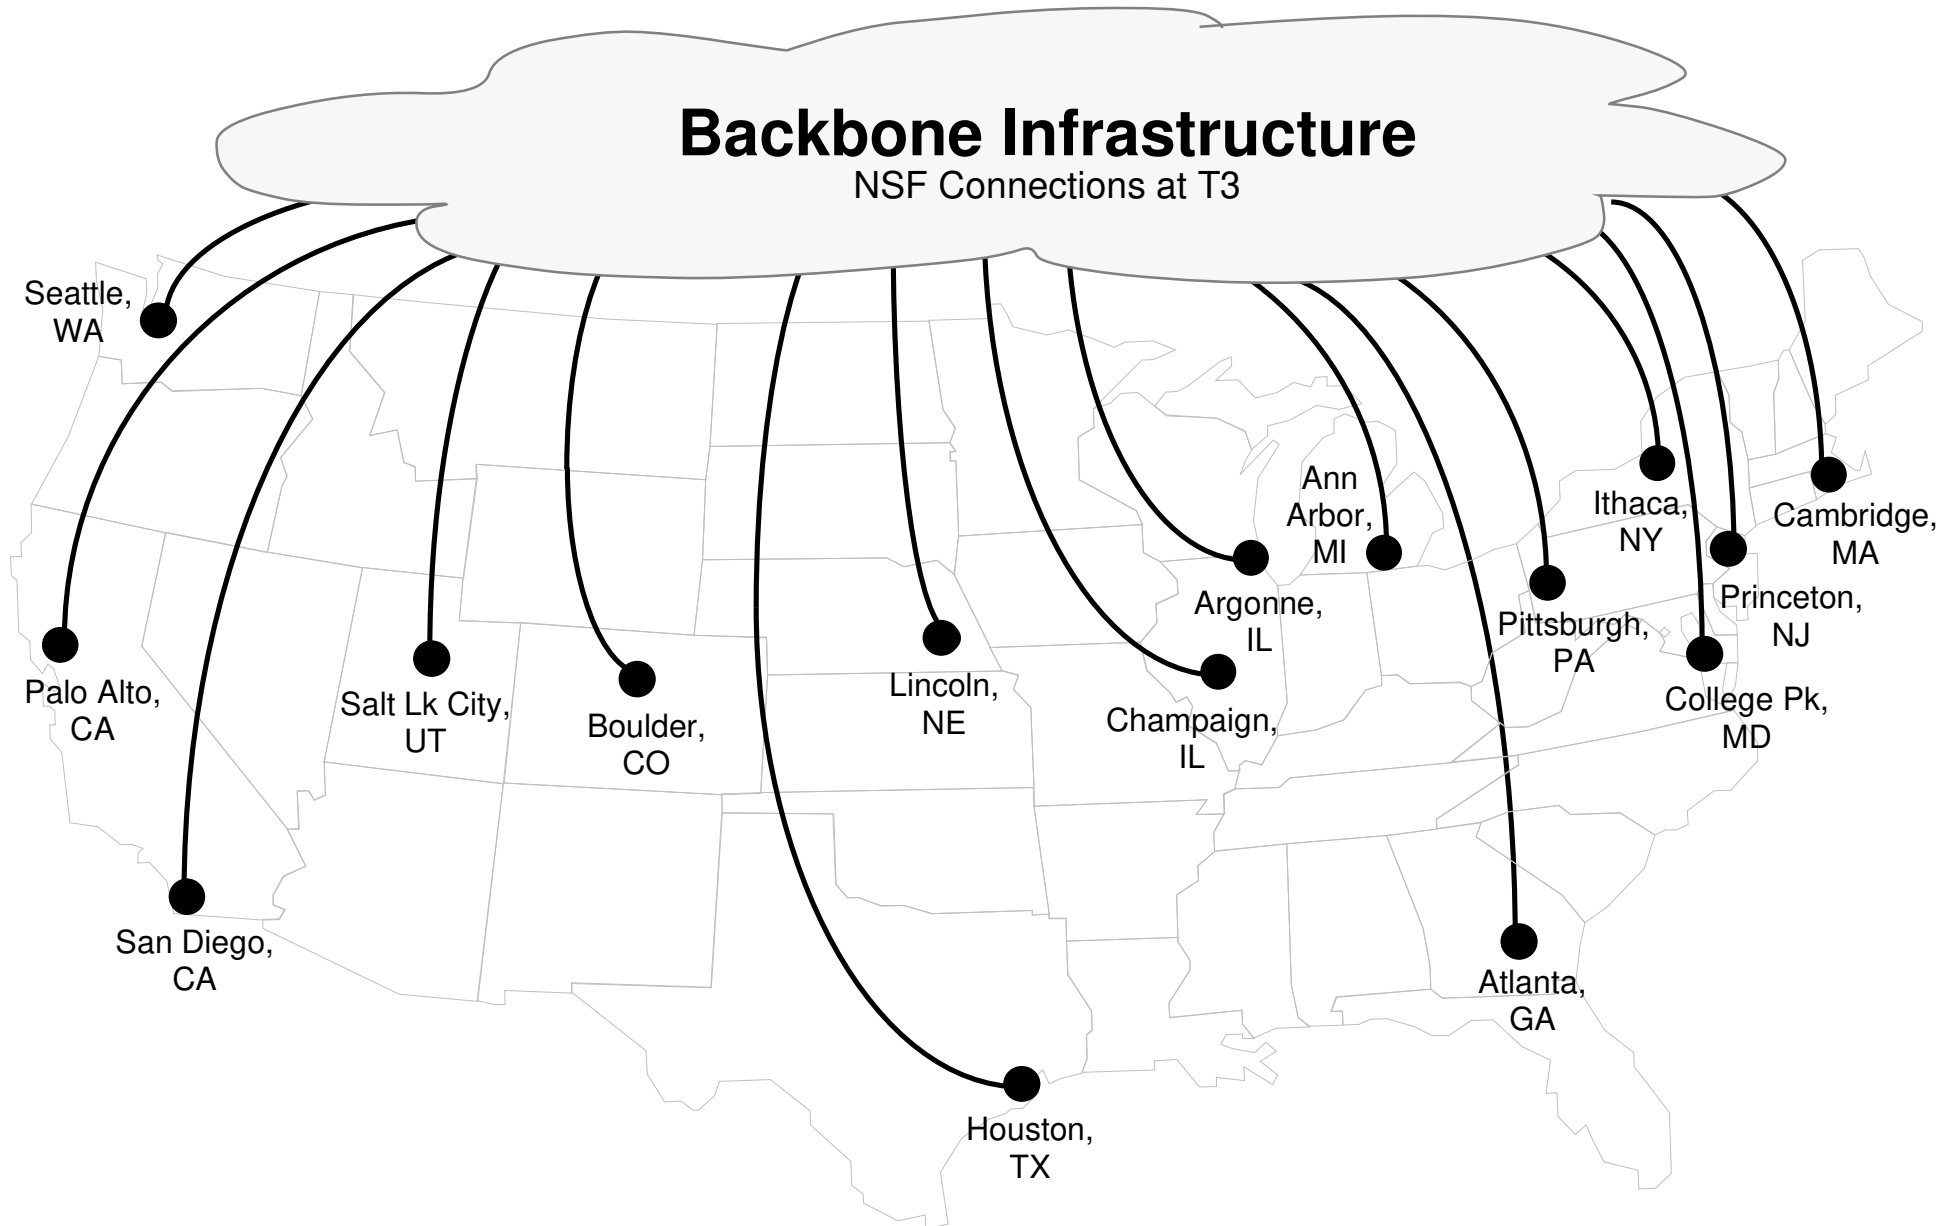 Backbone Infrastructure
NSF Connections at T3
Seattle,
WA
Palo Alto,
CA
San Diego,
CA
Salt Lk City,
UT
Boulder,
CO
Lincoln,
NE
Houston,
TX
Champaign,
IL
Argonne,
IL
Ann
Arbor,
MI
Atlanta,
GA
Pittsburgh,
PA
Ithaca,
NY
College Pk,
MD
Princeton,
NJ
Cambridge,
MA